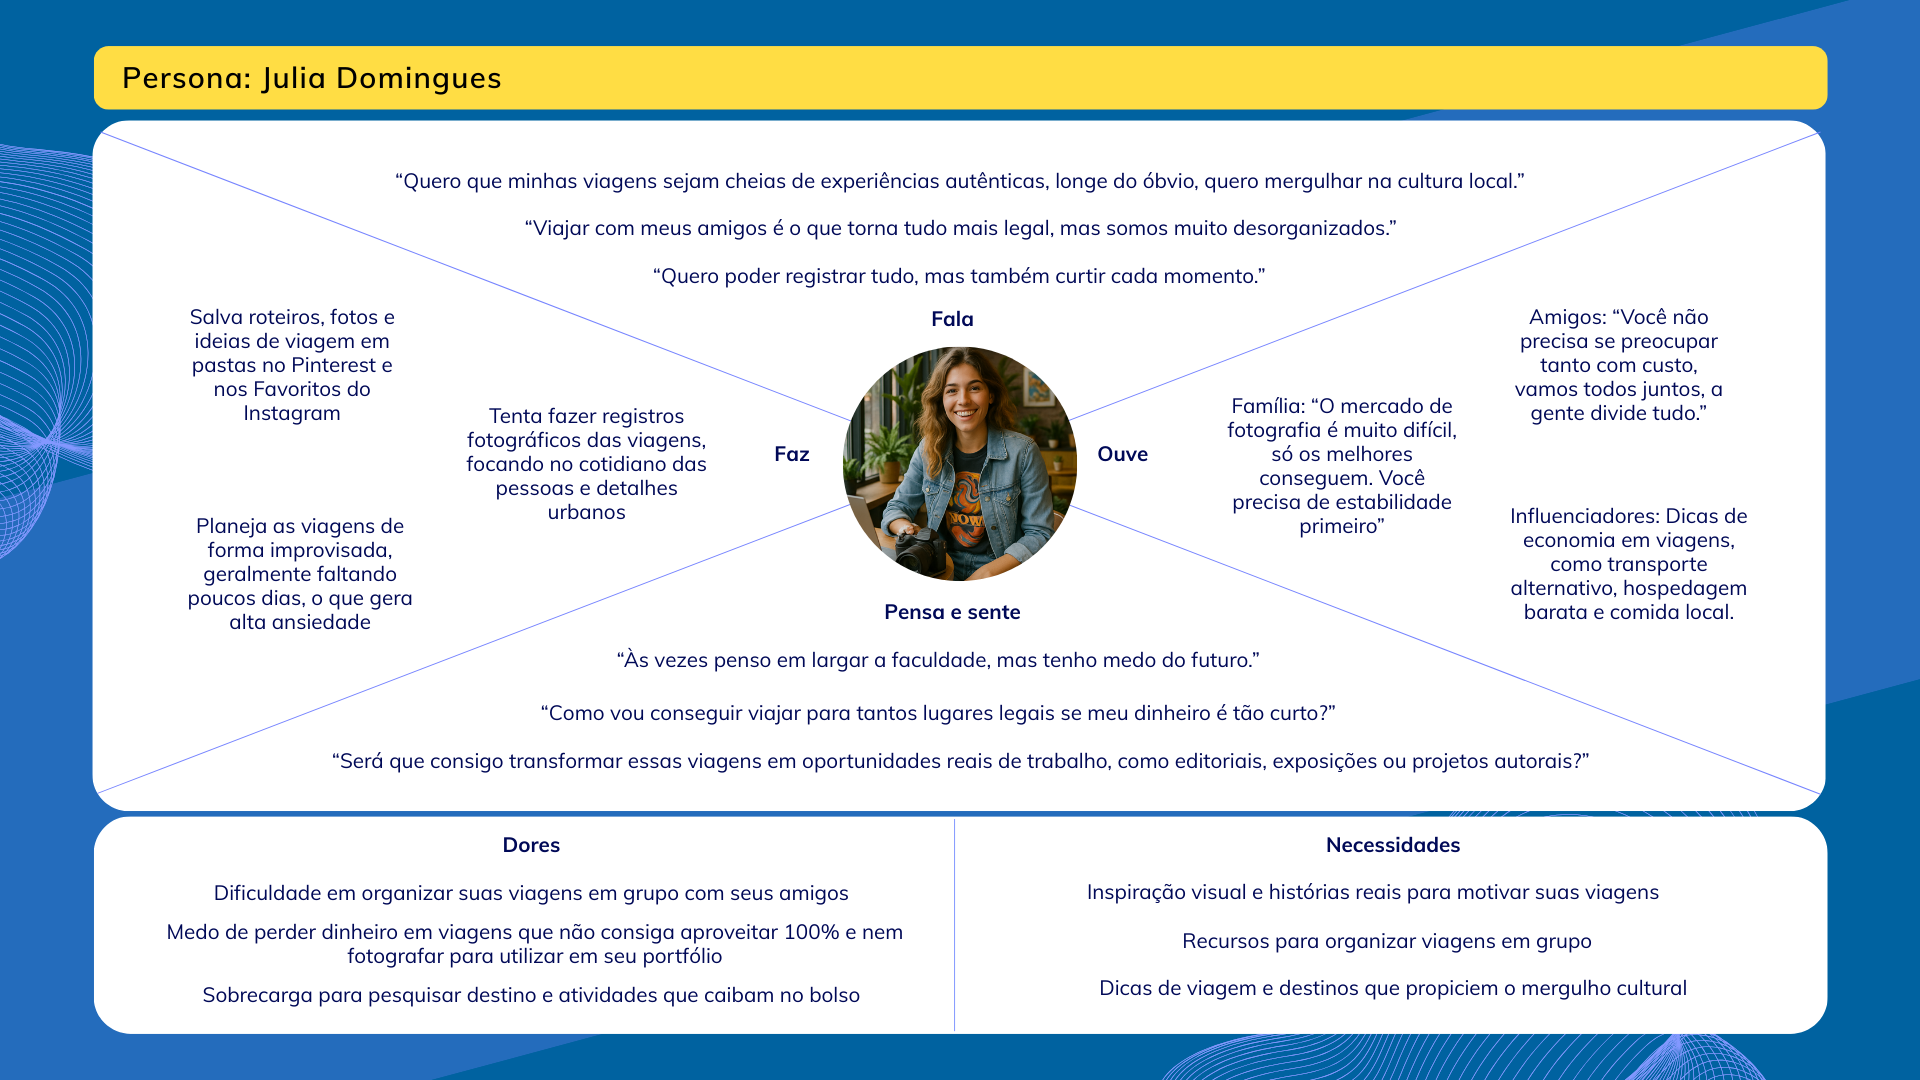 Persona: Julia Domingues
“Quero que minhas viagens sejam cheias de experiências autênticas, longe do óbvio, quero mergulhar na cultura local.”
“Viajar com meus amigos é o que torna tudo mais legal, mas somos muito desorganizados.”
“Quero poder registrar tudo, mas também curtir cada momento.”
Fala
Salva roteiros, fotos e
ideias de viagem em
pastas no Pinterest e
nos Favoritos do
Instagram
Tenta fazer registros
fotográficos das viagens,
focando no cotidiano das
pessoas e detalhes
urbanos
Planeja as viagens de
forma improvisada,
geralmente faltando
poucos dias, o que gera
alta ansiedade
Faz
Ouve
Família: “O mercado de
fotografia é muito difícil,
só os melhores
conseguem. Você
precisa de estabilidade
primeiro”
Amigos: “Você não
precisa se preocupar
tanto com custo,
vamos todos juntos, a
gente divide tudo.”
Influenciadores: Dicas de
economia em viagens,
como transporte
alternativo, hospedagem
barata e comida local.
Pensa e sente
“Às vezes penso em largar a faculdade, mas tenho medo do futuro.”
“Como vou conseguir viajar para tantos lugares legais se meu dinheiro é tão curto?”
“Será que consigo transformar essas viagens em oportunidades reais de trabalho, como editoriais, exposições ou projetos autorais?”
Dores
Dificuldade em organizar suas viagens em grupo com seus amigos
Medo de perder dinheiro em viagens que não consiga aproveitar 100% e nem
fotografar para utilizar em seu portfólio
Sobrecarga para pesquisar destino e atividades que caibam no bolso
Necessidades
Inspiração visual e histórias reais para motivar suas viagens
Recursos para organizar viagens em grupo
Dicas de viagem e destinos que propiciem o mergulho cultural